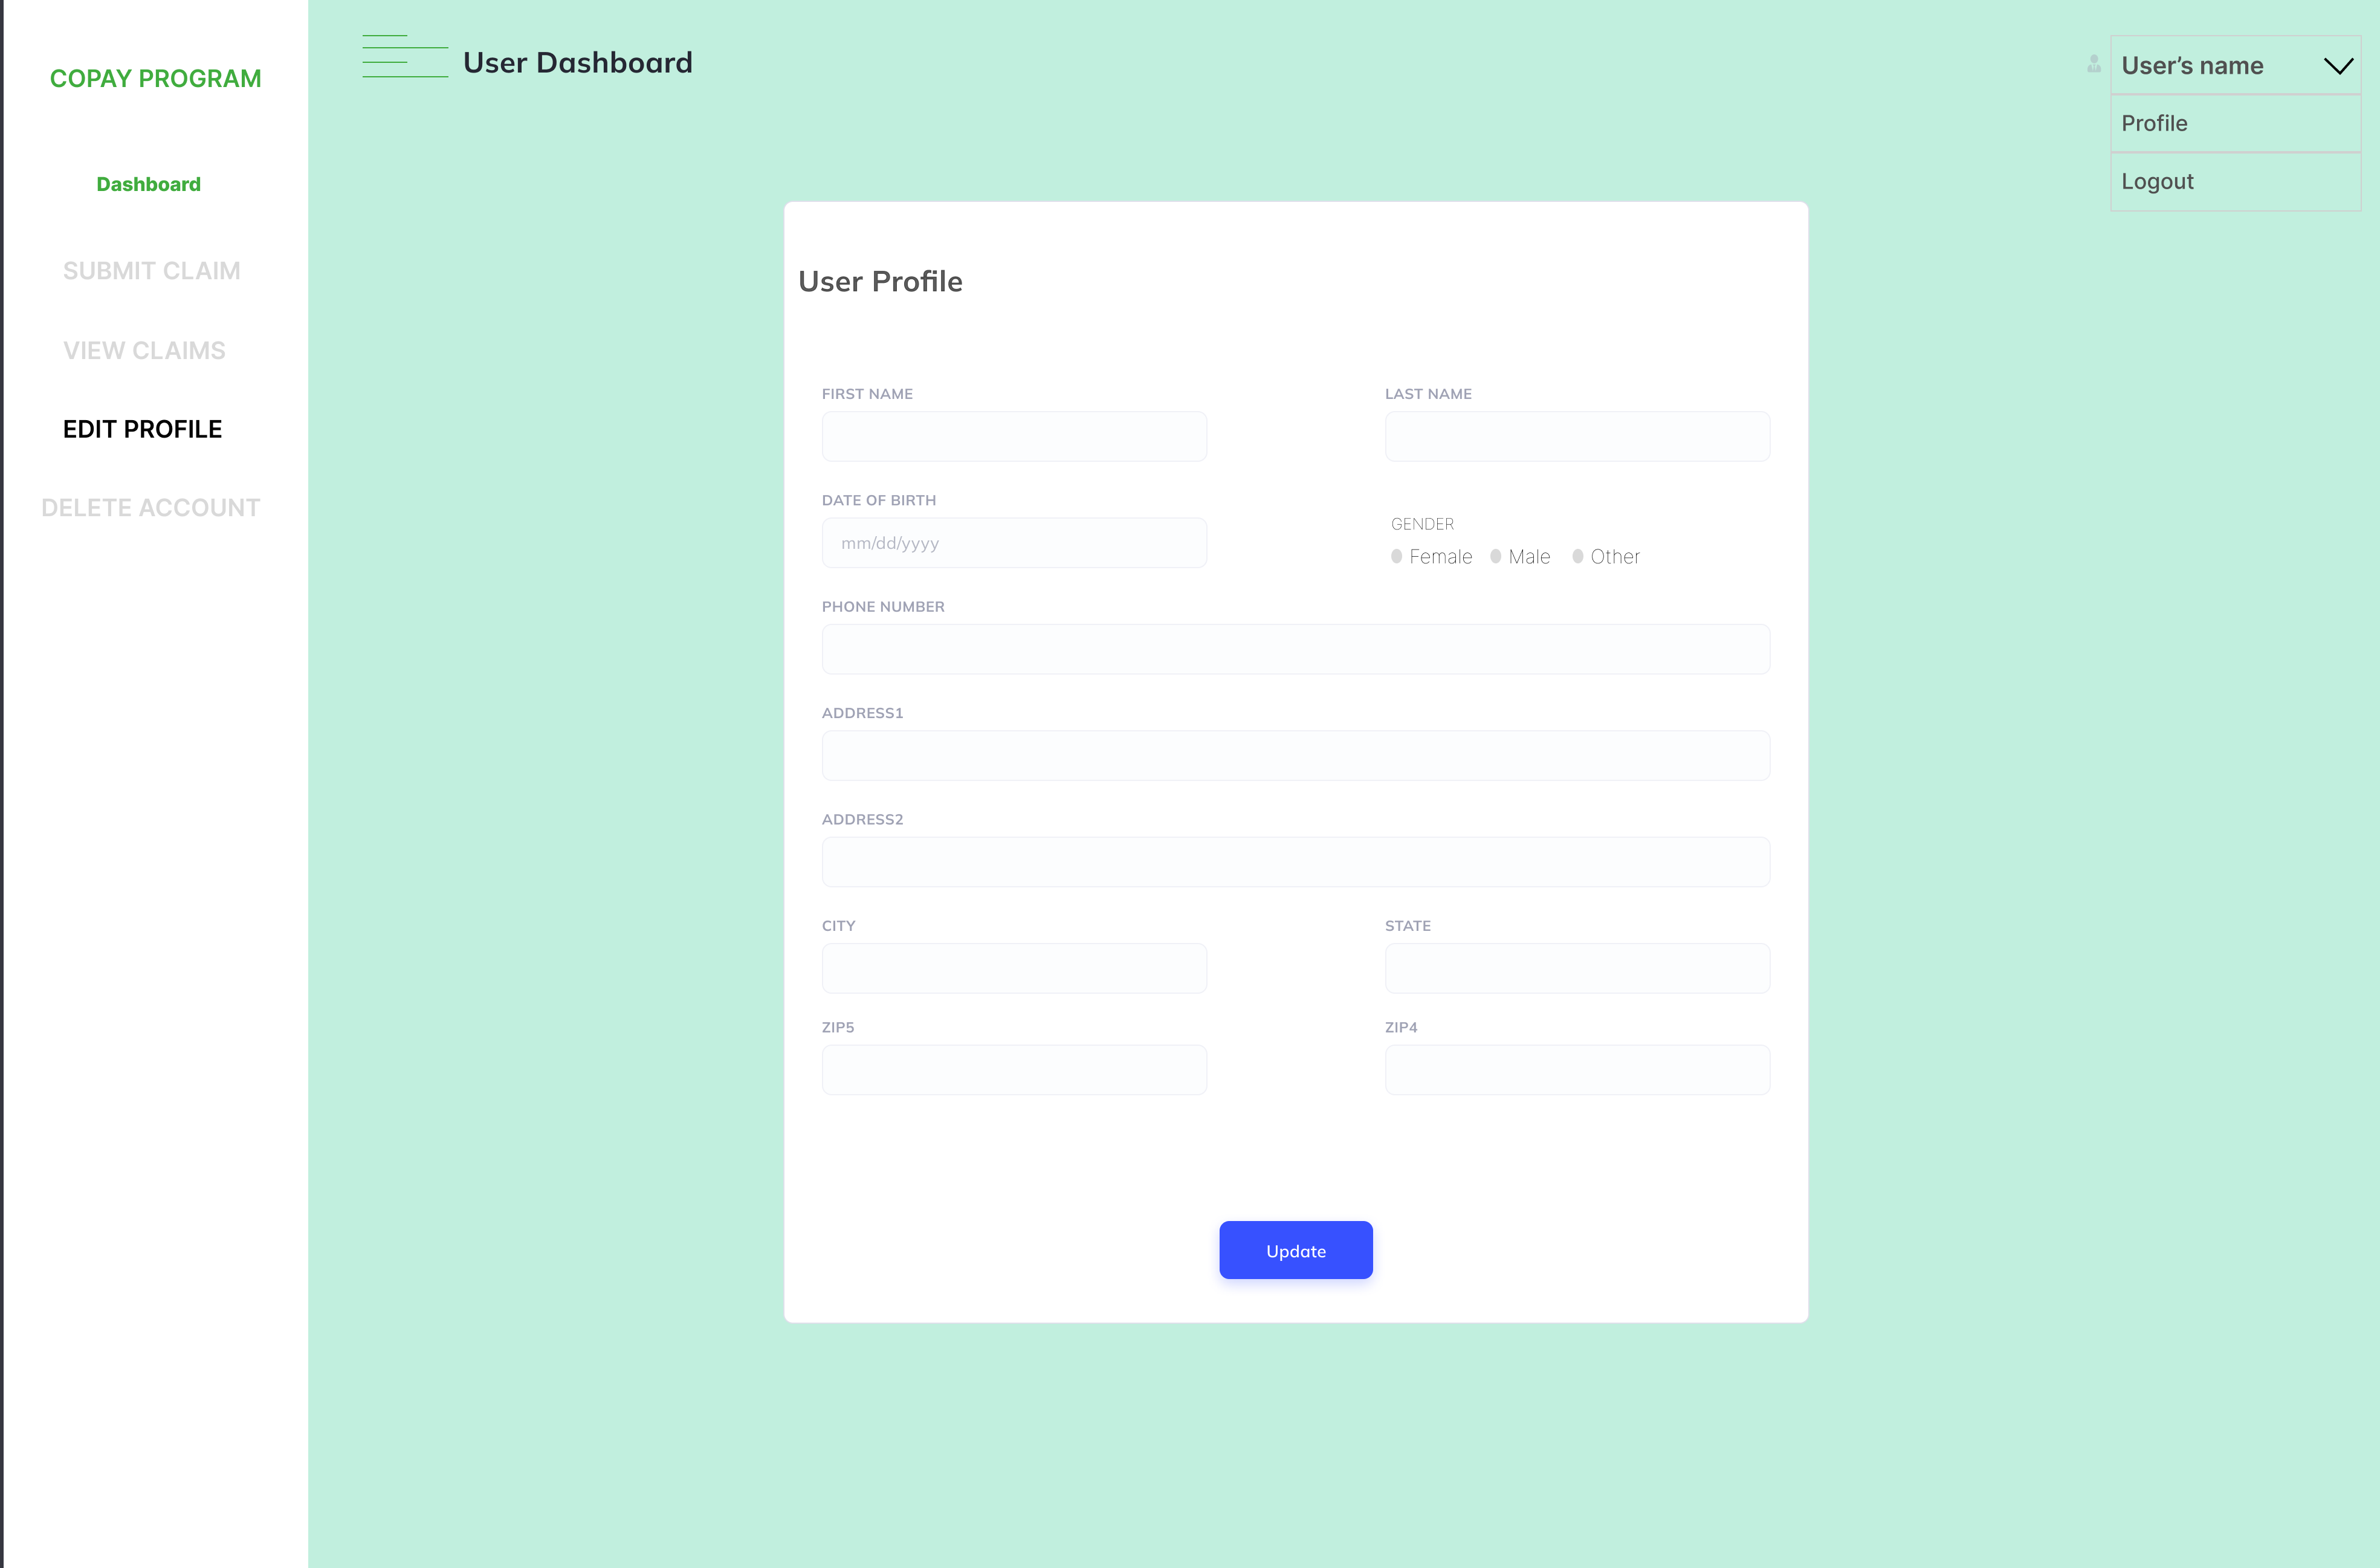 COPAY PROGRAM
Dashboard
SUBMIT CLAIM
VIEW CLAIMS
EDIT PROFILE
DELETE ACCOUNT
User Dashboard
User’s name
Profile
Logout
User Profile
FIRST NAME
LAST NAME
DATE OF BIRTH
mm/dd/yyyy
GENDER
Female Male Other
PHONE NUMBER
ADDRESS1
ADDRESS2
CITY
STATE
ZIP5
ZIP4
Update